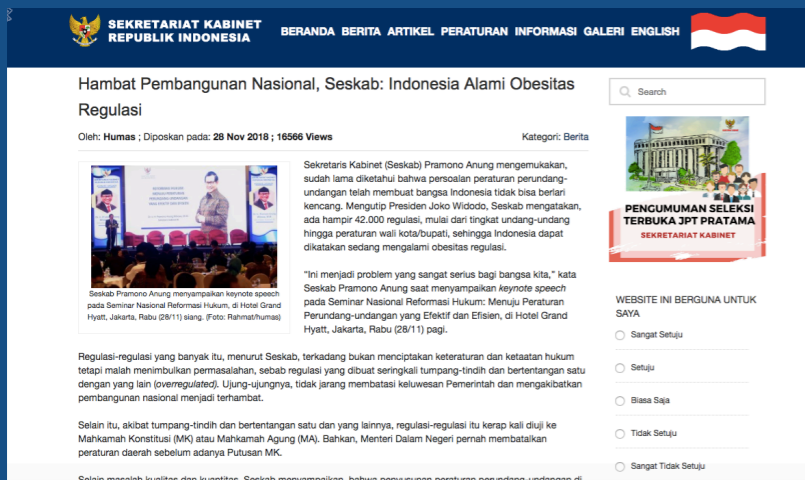 SEKRETARIAT KABINET
REPUBLIK INDONESIA
BERANDA BERITA ARTIKEL PERATURAN INFORMASI GALERI ENGLISH
Hambat Pembangunan Nasional, Seskab: Indonesia Alami Obesitas
Regulasi
Oleh: Humas ; Diposkan pada: 28 Nov 2018 ; 16566 Views
Kategori: Berita
Seskab Pramono Anung menyampaikan keynote speech
pada Seminar Nasional Reformasi Hukum, di Hotel Grand
Hyatt, Jakarta, Rabu (28/11) siang. (Foto: Rahmat/humas)
Sekretaris Kabinet (Seskab) Pramono Anung mengemukakan,
sudah lama diketahui bahwa persoalan peraturan perundang-
undangan telah membuat bangsa Indonesia tidak bisa berlari
kencang. Mengutip Presiden Joko Widodo, Seskab mengatakan,
ada hampir 42.000 regulasi, mulai dari tingkat undang-undang
hingga peraturan wali kota/bupati, sehingga Indonesia dapat
dikatakan sedang mengalami obesitas regulasi.
"Ini menjadi problem yang sangat serius bagi bangsa kita," kata
Seskab Pramono Anung saat menyampaikan keynote speech
pada Seminar Nasional Reformasi Hukum: Menuju Peraturan
Perundang-undangan yang Efektif dan Efisien, di Hotel Grand
Hyatt, Jakarta, Rabu (28/11) pagi.
Regulasi-regulasi yang banyak itu, menurut Seskab, terkadang bukan menciptakan keteraturan dan ketaatan hukum
tetapi malah menimbulkan permasalahan, sebab regulasi yang dibuat seringkali tumpang-tindih dan bertentangan satu
dengan yang lain (overregulated). Ujung-ujungnya, tidak jarang membatasi keluwesan Pemerintah dan mengakibatkan
pembangunan nasional menjadi terhambat.
Selain itu, akibat tumpang-tindih dan bertentangan satu dan yang lainnya, regulasi-regulasi itu kerap kali diuji ke
Mahkamah Konstitusi (MK) atau Mahkamah Agung (MA). Bahkan, Menteri Dalam Negeri pernah membatalkan
peraturan daerah sebelum adanya Putusan MK.
Selain masalah kualitas dan kuantitas, Seskab menyampaikan, bahwa penyusunan peraturan perundang-undangan di
Search
PENGUMUMAN SELEKSI
TERBUKA JPT PRATAMA
SEKRETARIAT KABINET
WEBSITE INI BERGUNA UNTUK
SAYA
Sangat Setuju
Setuju
Biasa Saja
Tidak Setuju
Sangat Tidak Setuju